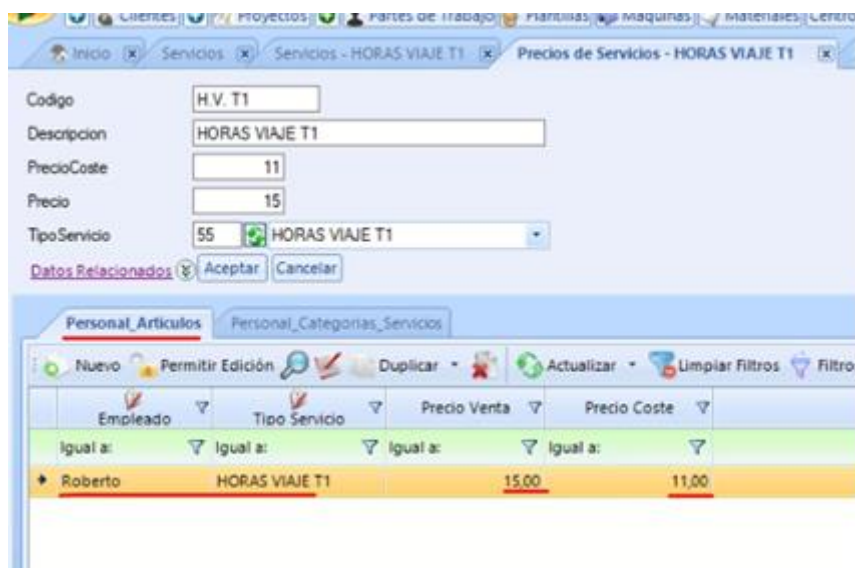 Clientes Proyectos Partes de Trabajo Plantillas Maquinas Materiales Centro
Inicio Servicios Servicios - HORAS VIAJE T1 Precios de Servicios - HORAS VIAJE T1
Codigo H.V. T1
Descripcion HORAS VIAJE T1
PrecioCoste 11
Precio 15
TipoServicio 55 HORAS VIAJE T1
Datos Relacionados Aceptar Cancelar
Personal_Articulos Personal_Categorias_Servicios
Nuevo Permitir Edición Duplicar Actualizar Limpiar Filtros Filtro
Empleado Tipo Servicio Precio Venta Precio Coste
Igual a: Igual a: Igual a: Igual a:
Roberto HORAS VIAJE T1 15,00 11,00